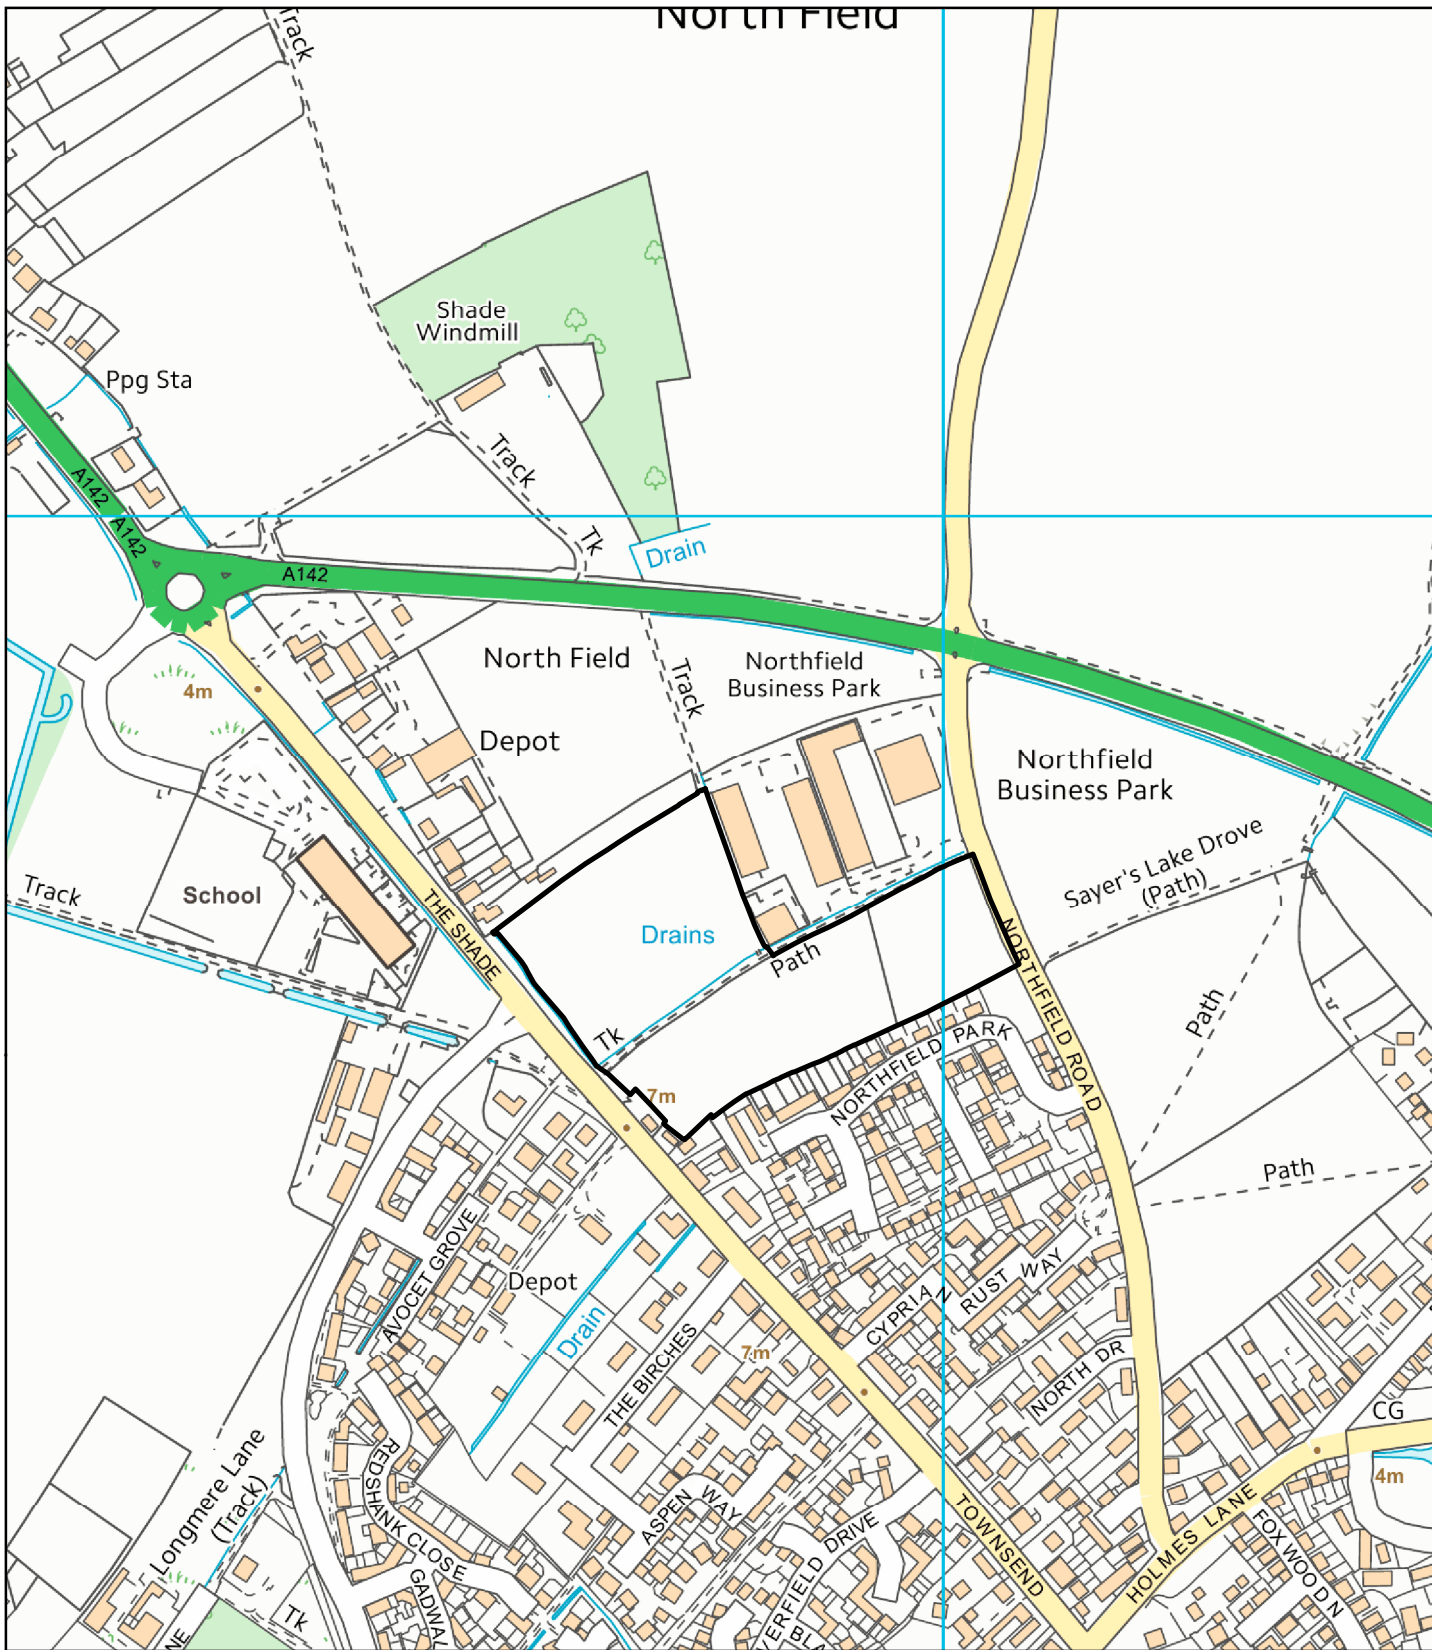 North Field
Track
Shade
Windmill
Ppg Sta
Track
A142
A142
Tk
Drain
A142
North Field
Northfield
Business Park
Track
4m
Depot
Northfield
Business Park
Sayer's Lake Drove
(Path)
Track
School
THE SHADE
Drains
Path
NORTHFIELD ROAD
Path
Tk
NORTHFIELD PARK
7m
Path
AVOCET GROVE
Depot
Drain
CYPRIAN RUST WAY
THE BIRCHES
7m
NORTH DR
CG
4m
Longmere Lane
(Track)
REDSHANK CLOSE
ASPEN WAY
TOWNSEND
HOLMES LANE
FOXWOOD N
VERFIELD DRIVE
GADWAL
Tk
NE
BLA